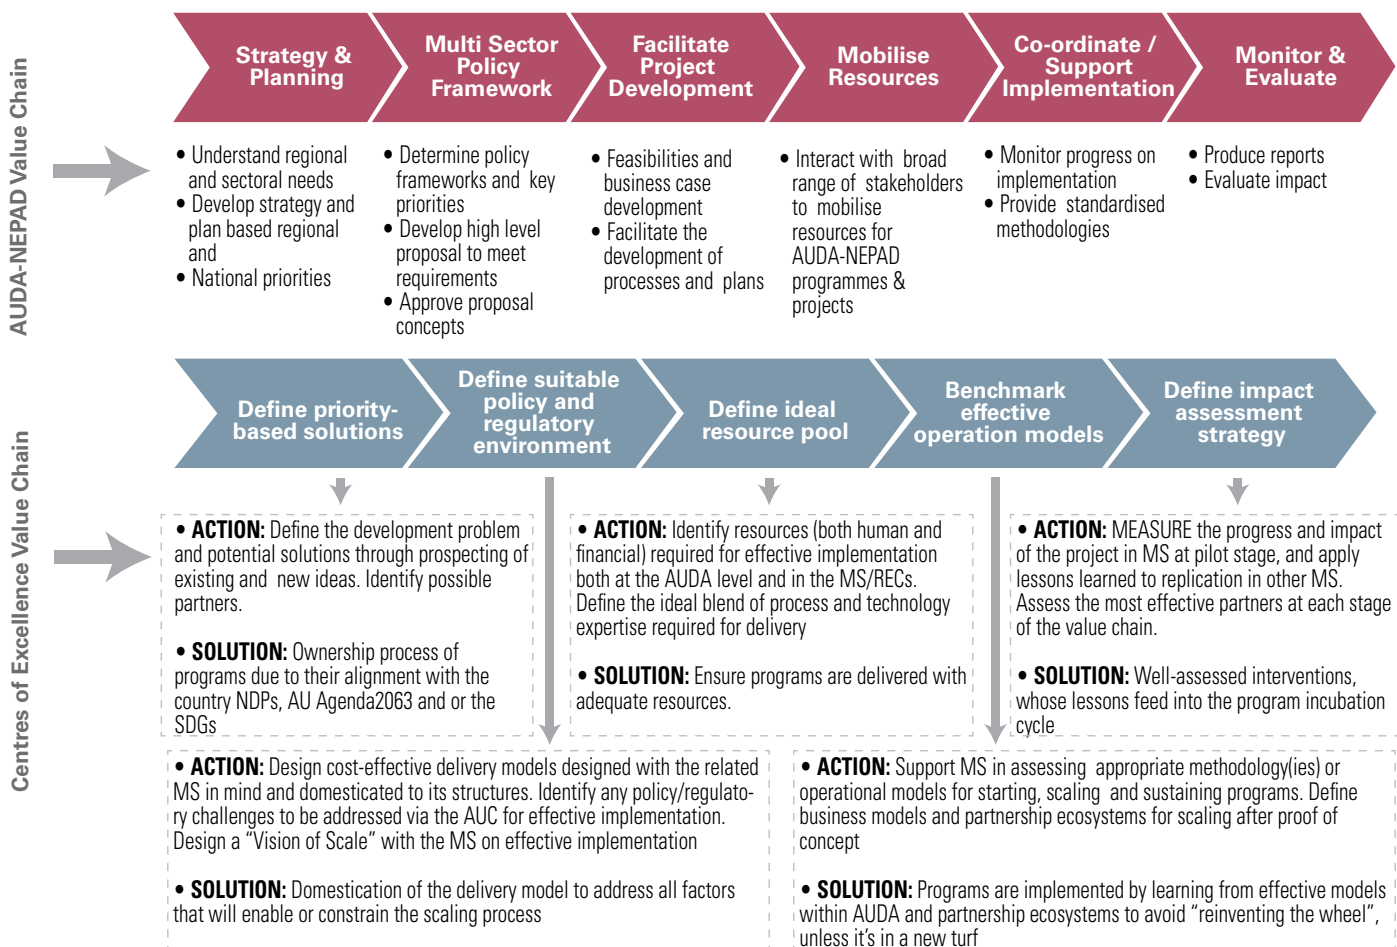 AUDA-NEPAD Value Chain
Strategy &
Planning
Multi Sector
Policy
Framework
Facilitate
Project
Development
Mobilise
Resources
Co-ordinate /
Support
Implementation
Monitor &
Evaluate
• Understand regional
and sectoral needs
• Develop strategy and
plan based regional
and
• National priorities
• Determine policy
frameworks and key
priorities
• Develop high level
proposal to meet
requirements
• Approve proposal
concepts
• Feasibilities and
business case
development
• Facilitate the
development of
processes and plans
• Interact with broad
range of stakeholders
to mobilise
resources for
AUDA-NEPAD
programmes &
projects
• Monitor progress on
implementation
• Provide standardised
methodologies
• Produce reports
• Evaluate impact
Centres of Excellence Value Chain
Define priority-
based solutions
Define suitable
policy and
regulatory
environment
Define ideal
resource pool
Benchmark
effective
operation models
Define impact
assessment
strategy
• ACTION: Define the development problem
and potential solutions through prospecting of
existing and new ideas. Identify possible
partners.
• SOLUTION: Ownership process of
programs due to their alignment with the
country NDPs, AU Agenda2063 and or the
SDGs
• ACTION: Identify resources (both human and
financial) required for effective implementation
both at the AUDA level and in the MS/RECs.
Define the ideal blend of process and technology
expertise required for delivery
• SOLUTION: Ensure programs are delivered with
adequate resources.
• ACTION: MEASURE the progress and impact
of the project in MS at pilot stage, and apply
lessons learned to replication in other MS.
Assess the most effective partners at each stage
of the value chain.
• SOLUTION: Well-assessed interventions,
whose lessons feed into the program incubation
cycle
• ACTION: Design cost-effective delivery models designed with the related
MS in mind and domesticated to its structures. Identify any policy/regulato-
ry challenges to be addressed via the AUC for effective implementation.
Design a “Vision of Scale” with the MS on effective implementation
• SOLUTION: Domestication of the delivery model to address all factors
that will enable or constrain the scaling process
• ACTION: Support MS in assessing appropriate methodology(ies) or
operational models for starting, scaling and sustaining programs. Define
business models and partnership ecosystems for scaling after proof of
concept
• SOLUTION: Programs are implemented by learning from effective models
within AUDA and partnership ecosystems to avoid “reinventing the wheel”,
unless it's in a new turf